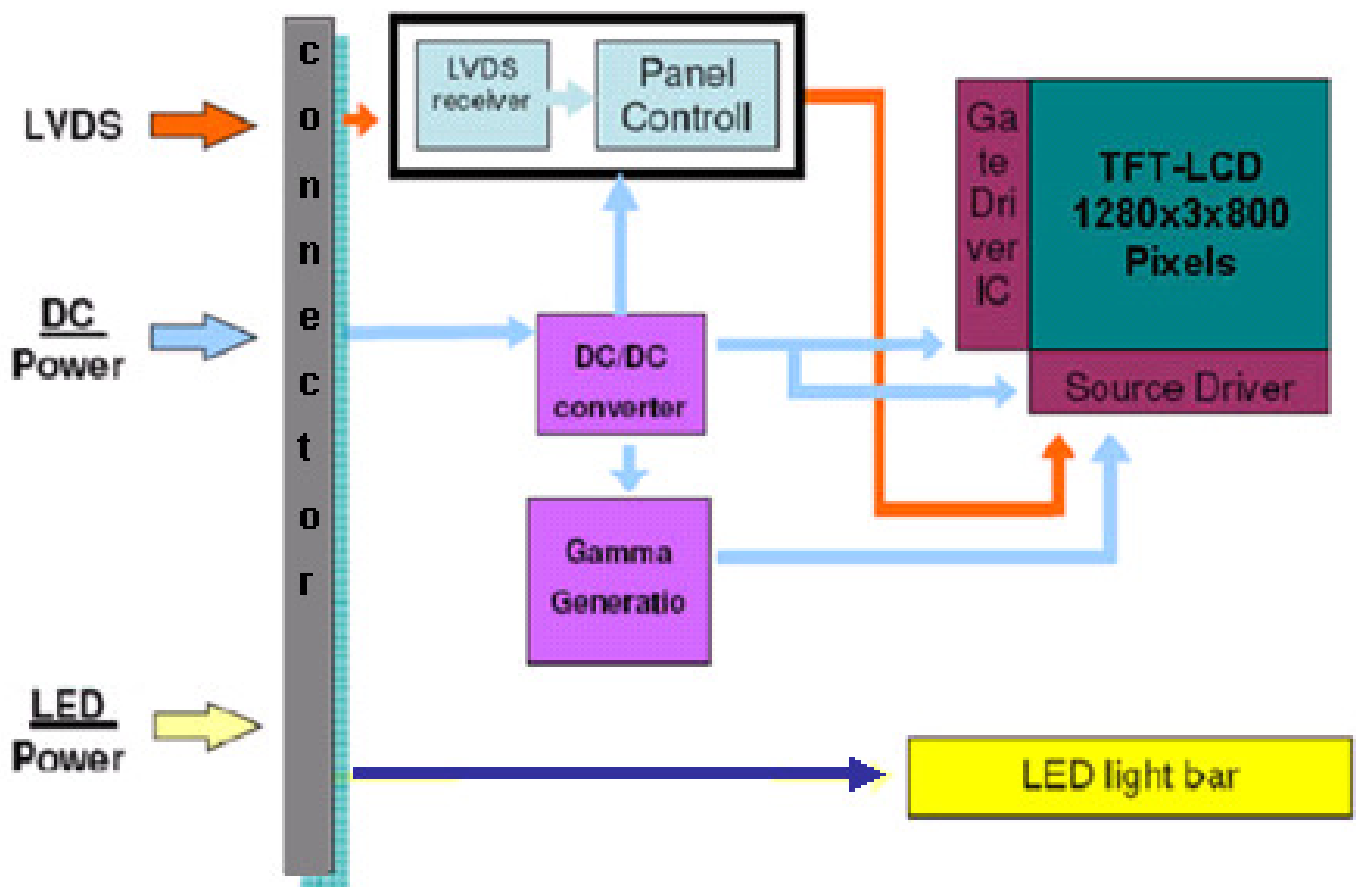 LVDS
DC
Power
LED
Power
connector
LVDS
receiver
Panel
Controll
DC/DC
converter
Gamma
Generatio
Ga
te
Dri
ver
IC
TFT-LCD
1280x3x800
Pixels
Source Driver
LED light bar